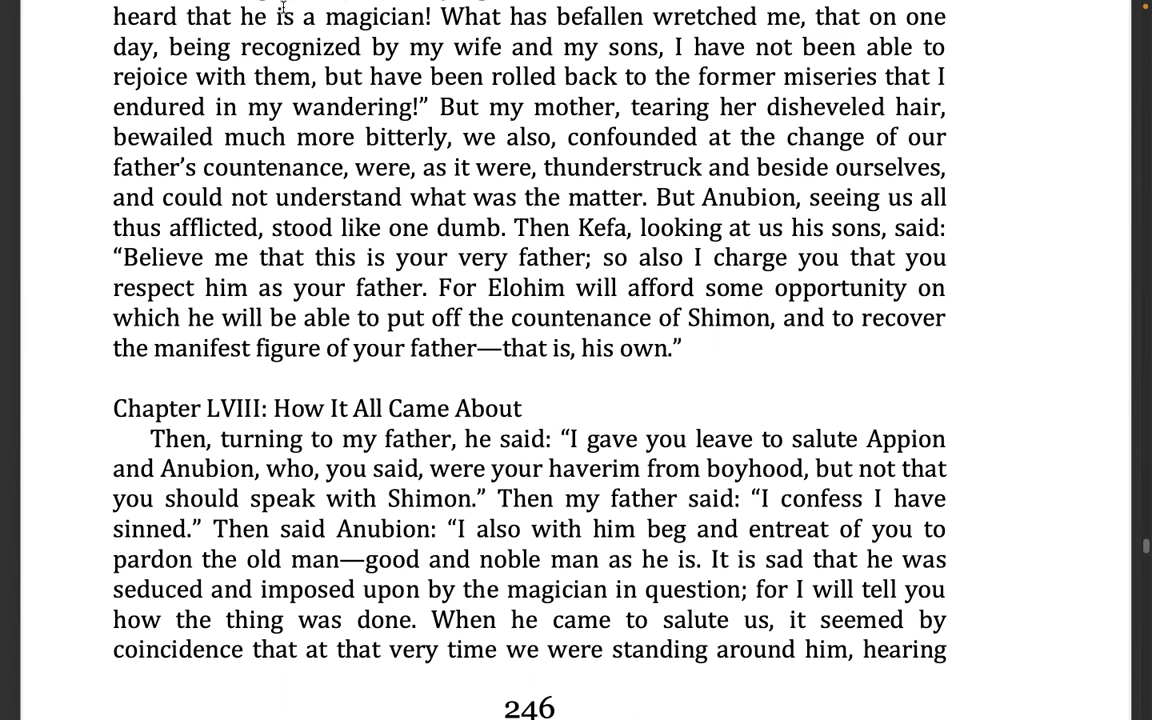 heard that he is a magician! What has befallen wretched me, that on one
day, being recognized by my wife and my sons, I have not been able to
rejoice with them, but have been rolled back to the former miseries that I
endured in my wandering!” But my mother, tearing her disheveled hair,
bewailed much more bitterly, we also, confounded at the change of our
father’s countenance, were, as it were, thunderstruck and beside ourselves,
and could not understand what was the matter. But Anubion, seeing us all
thus afflicted, stood like one dumb. Then Kefa, looking at us his sons, said:
“Believe me that this is your very father; so also I charge you that you
respect him as your father. For Elohim will afford some opportunity on
which he will be able to put off the countenance of Shimon, and to recover
the manifest figure of your father—that is, his own.”
Chapter LVIII: How It All Came About
Then, turning to my father, he said: “I gave you leave to salute Appion
and Anubion, who, you said, were your haverim from boyhood, but not that
you should speak with Shimon.” Then my father said: “I confess I have
sinned.” Then said Anubion: “I also with him beg and entreat of you to
pardon the old man—good and noble man as he is. It is sad that he was
seduced and imposed upon by the magician in question; for I will tell you
how the thing was done. When he came to salute us, it seemed by
coincidence that at that very time we were standing around him, hearing
246